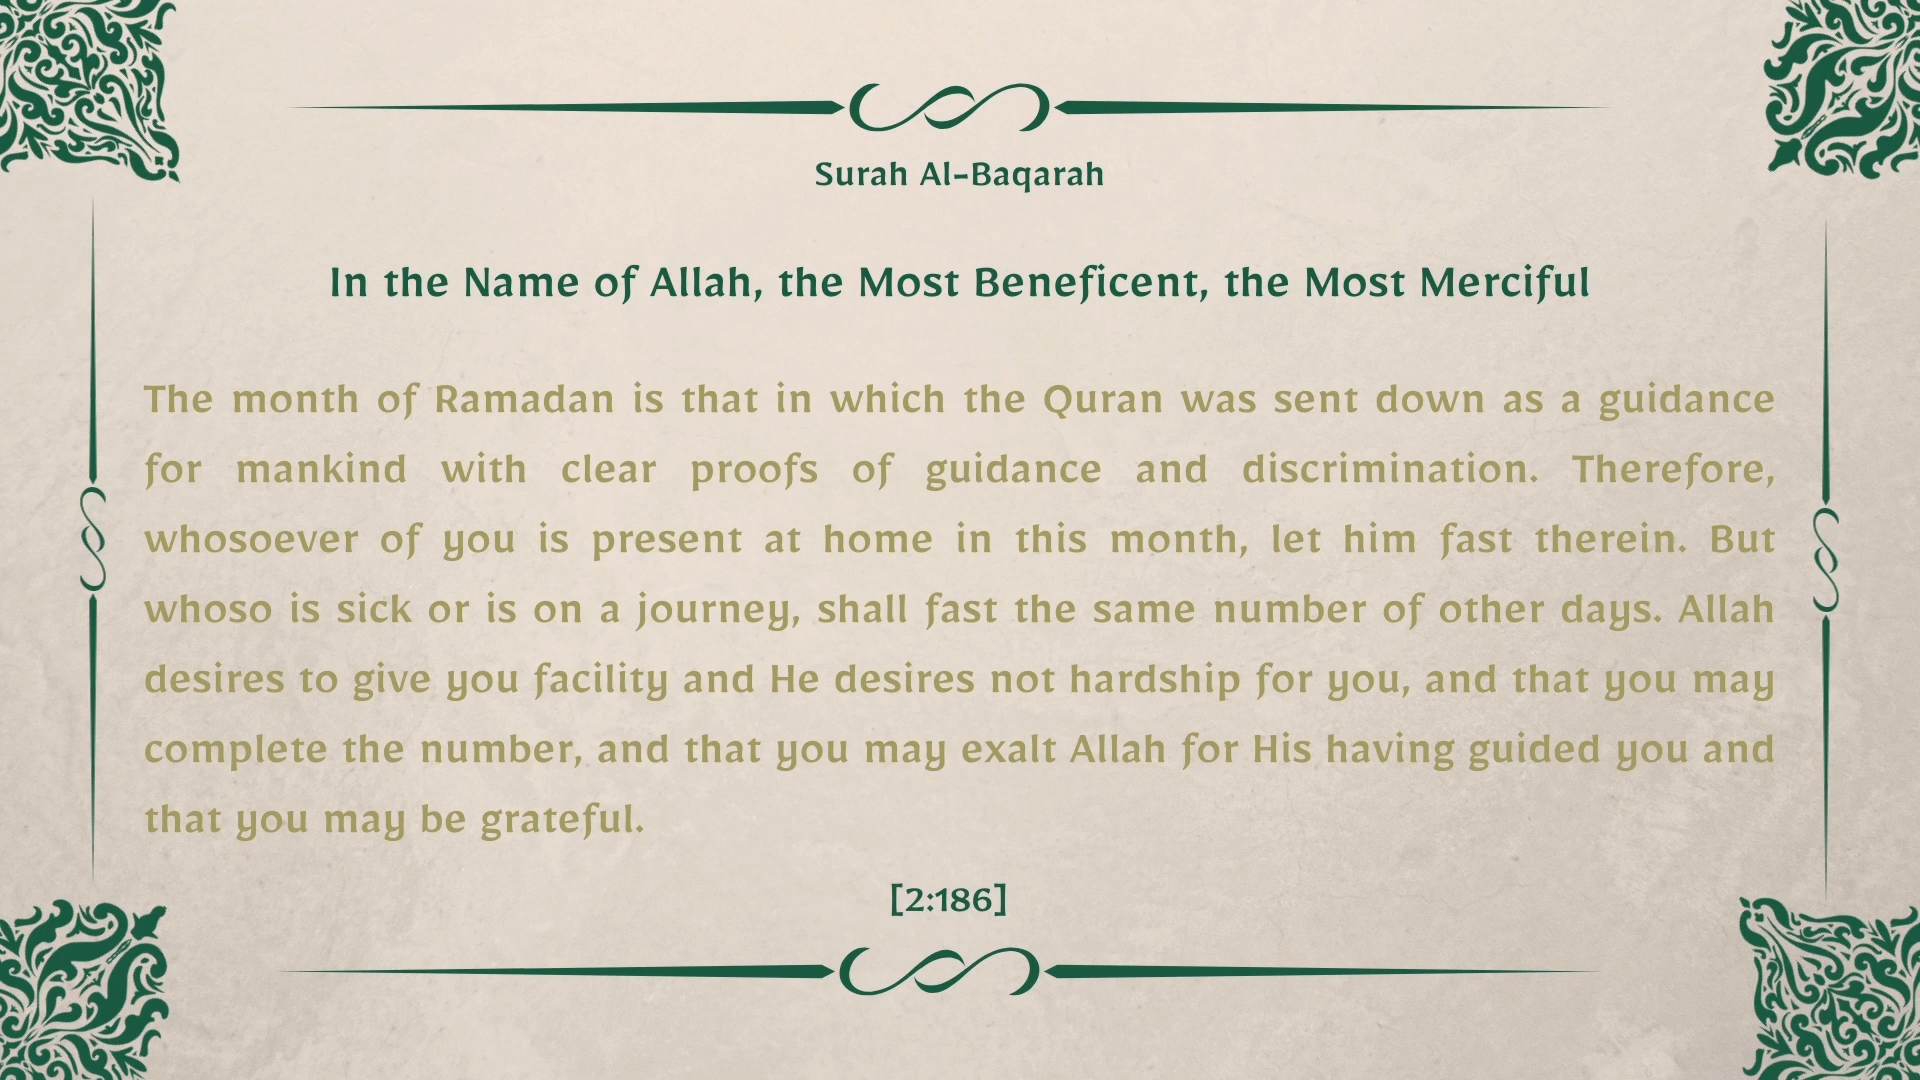 Surah Al-Baqarah
In the Name of Allah, the Most Beneficent, the Most Merciful
The month of Ramadan is that in which the Quran was sent down as a guidance
for mankind with clear proofs of guidance and discrimination. Therefore,
whosoever of you is present at home in this month, let him fast therein. But
whoso is sick or is on a journey, shall fast the same number of other days. Allah
desires to give you facility and He desires not hardship for you, and that you may
complete the number, and that you may exalt Allah for His having guided you and
that you may be grateful.
[2:186]